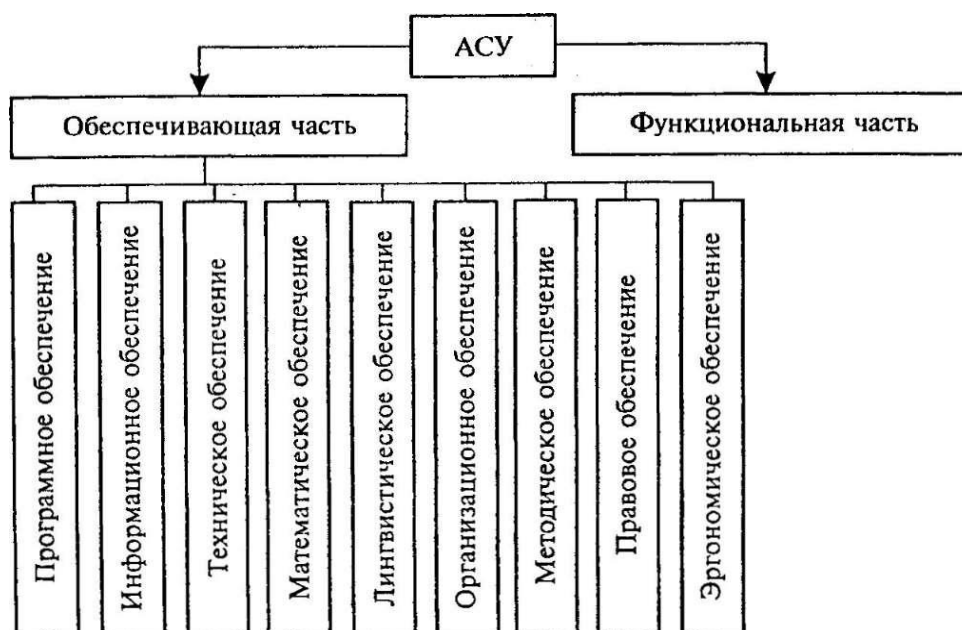 АСУ
Обеспечивающая часть
Функциональная часть
Программное обеспечение
Информационное обеспечение
Техническое обеспечение
Математическое обеспечение
Лингвистическое обеспечение
Организационное обеспечение
Методическое обеспечение
Правовое обеспечение
Эргономическое обеспечение